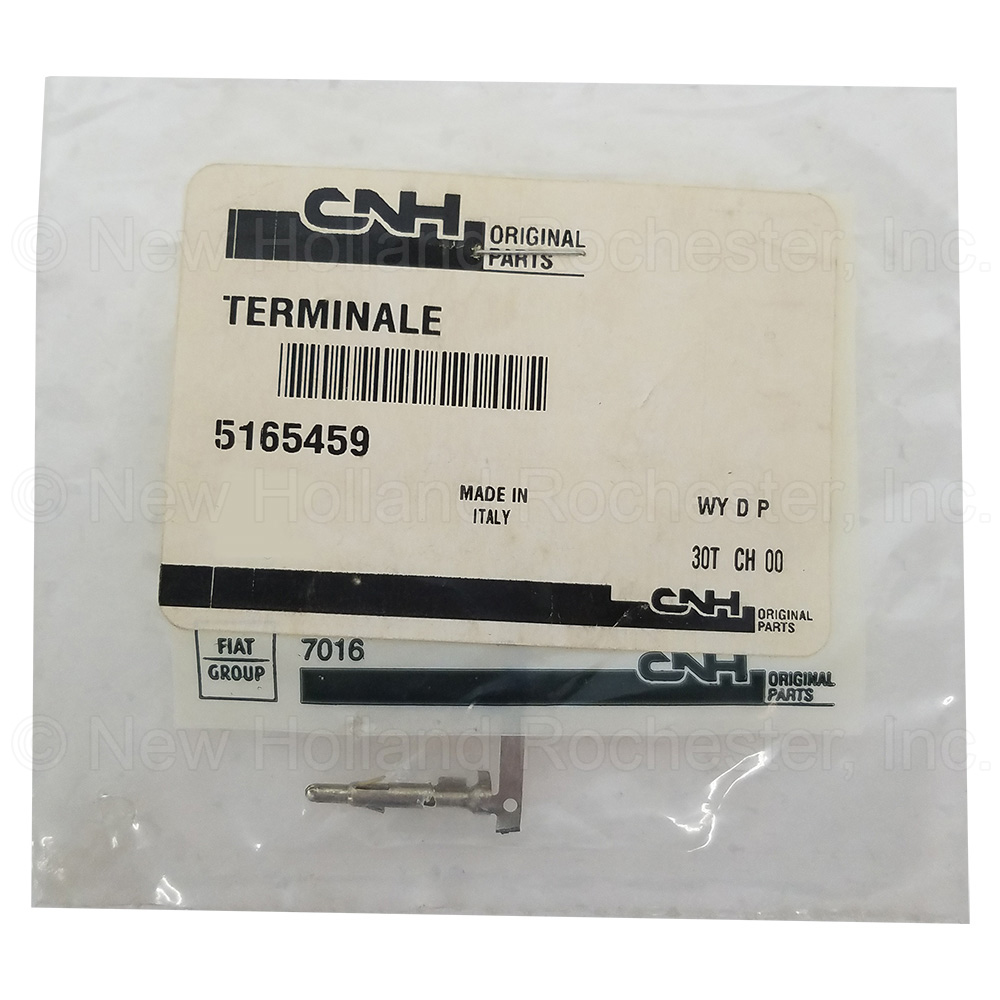 CNH
ORIGINAL
PARTS
TERMINALE
5165459
MADE IN
ITALY
WY D P
30T CH 00
CNH
ORIGINAL
PARTS
FIAT
GROUP
7016
CNH
ORIGINAL
PARTS
© New Holland Rochester, Inc.
© New Holland Rochester, Inc.
© New Holland Rochester, Inc.